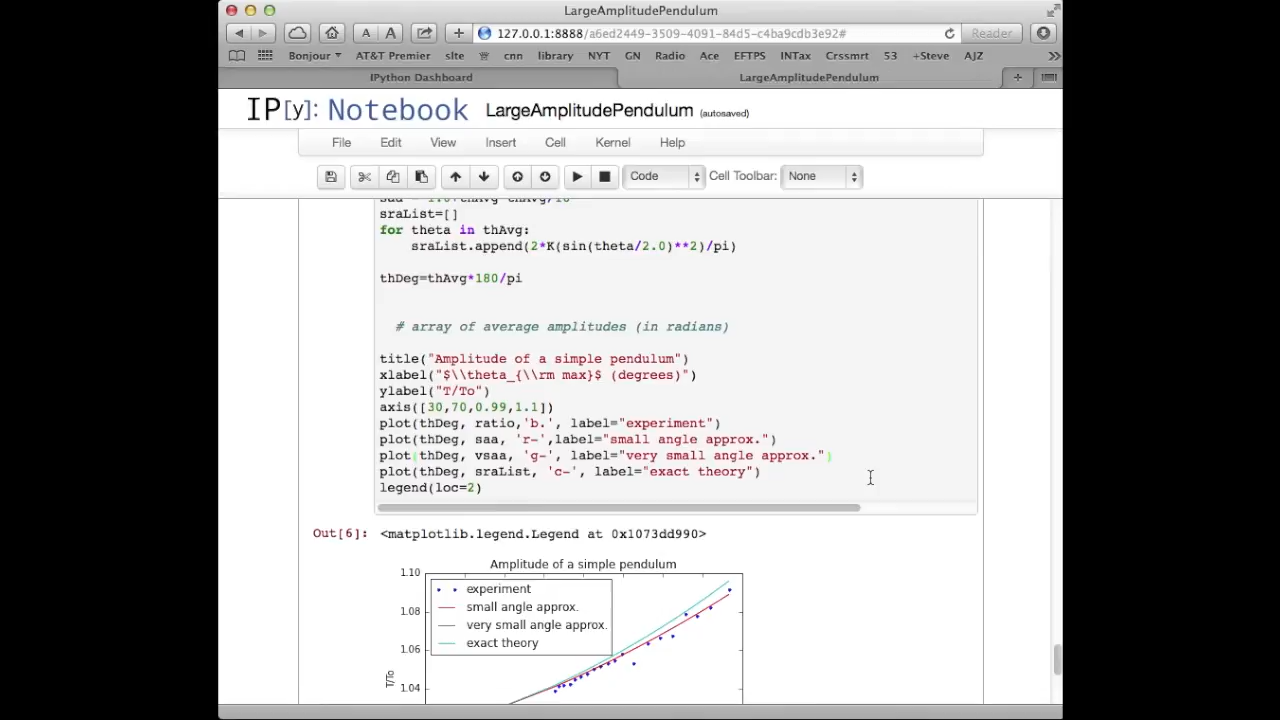 LargeAmplitudePendulum
127.0.0.1:8888/a6ed2449-3509-4091-84d5-c4ba9cdb3e92#
Reader
Bonjour AT&T Premier site cnn library NYT GN Radio Ace EFTPS INTax Crssmrt 53 +Steve AJZ
IPython Dashboard LargeAmplitudePendulum
IP[y]: Notebook LargeAmplitudePendulum (autosaved)
File Edit View Insert Cell Kernel Help
Code Cell Toolbar: None
sraList=[]
for theta in thAvg:
sraList.append(2*K(sin(theta/2.0)**2)/pi)
thDeg=thAvg*180/pi
# array of average amplitudes (in radians)
title("Amplitude of a simple pendulum")
xlabel("$\\theta_{\\rm max}$ (degrees)")
ylabel("T/To")
axis([30,70,0.99,1.1])
plot(thDeg, ratio,'b.', label="experiment")
plot(thDeg, saa, 'r-',label="small angle approx.")
plot(thDeg, vsaa, 'g-', label="very small angle approx.")
plot(thDeg, sraList, 'c-', label="exact theory")
legend(loc=2)
Out[6]: <matplotlib.legend.Legend at 0x1073dd990>
Amplitude of a simple pendulum
1.10
experiment
1.08
small angle approx.
very small angle approx.
exact theory
1.06
T/To
1.04